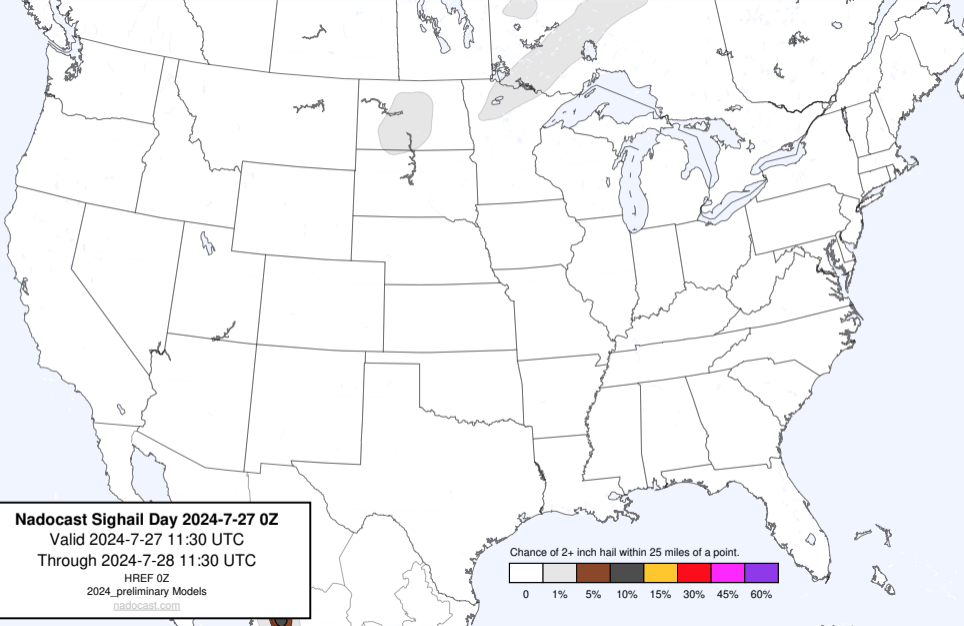 Nadocast Sighail Day 2024-7-27 0Z
Valid 2024-7-27 11:30 UTC
Through 2024-7-28 11:30 UTC
HREF 0Z
2024_preliminary Models
nadocast.com
Chance of 2+ inch hail within 25 miles of a point.
0 1% 5% 10% 15% 30% 45% 60%